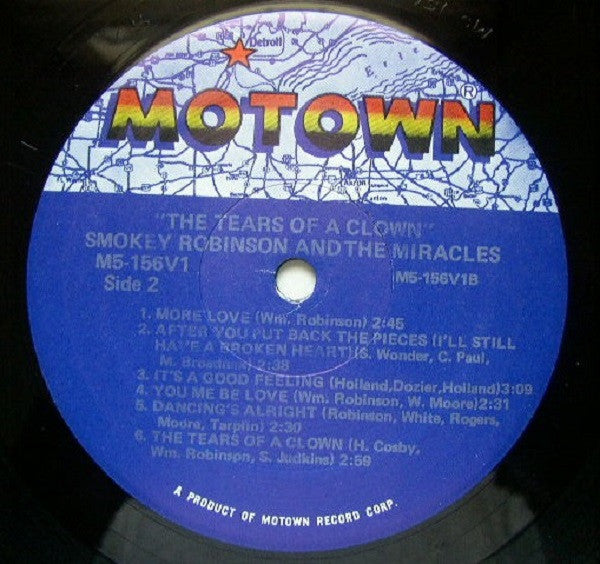 Detroit
Erie
MOTOWN®
"THE TEARS OF A CLOWN"
SMOKEY ROBINSON AND THE MIRACLES
M5-156V1
M5-156V1B
Side 2
1. MORE LOVE (Wm. Robinson) 2:45
2. AFTER YOU PUT BACK THE PIECES (I'LL STILL
HAVE A BROKEN HEART) (S. Wonder, C. Paul,
M. Broadnax) 2:38
3. IT'S A GOOD FEELING (Holland,Dozier,Holland)3:09
4. YOU ME BE LOVE (Wm. Robinson, W. Moore)2:31
5. DANCING'S ALRIGHT (Robinson, White, Rogers,
Moore, Tarplin) 2:30
6. THE TEARS OF A CLOWN (H. Cosby,
Wm. Robinson, S. Judkins) 2:59
A PRODUCT OF MOTOWN RECORD CORP.